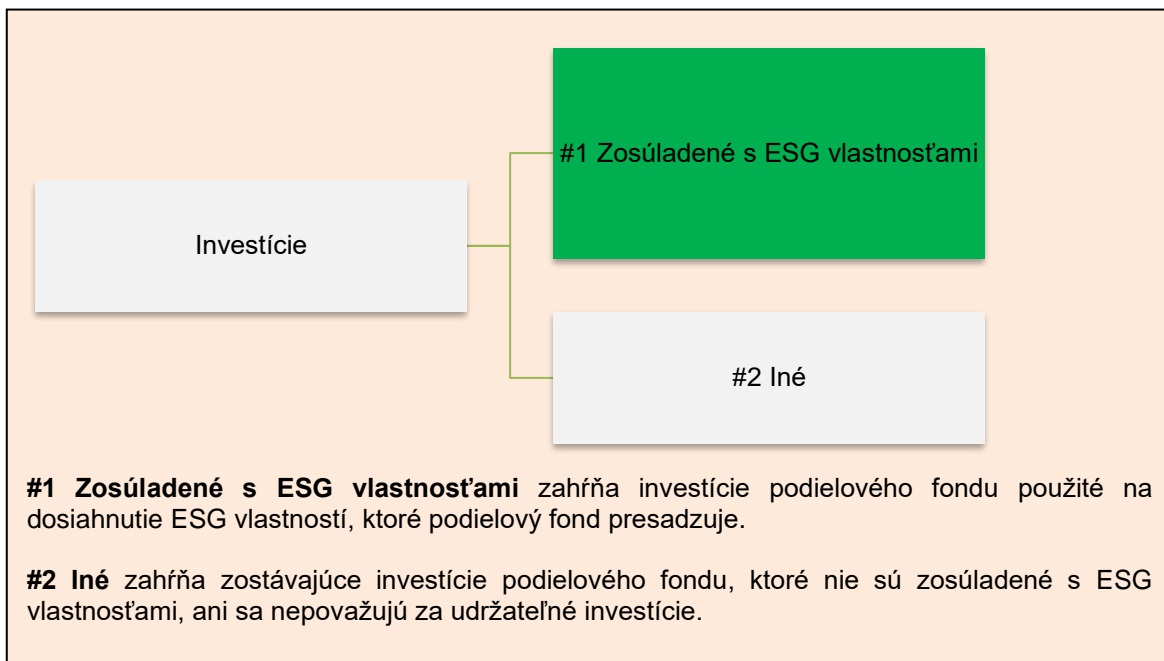 #1 Zosúladené s ESG vlastnosťami
Investície
#2 Iné
#1 Zosúladené s ESG vlastnosťami zahŕňa investície podielového fondu použité na
dosiahnutie ESG vlastností, ktoré podielový fond presadzuje.
#2 Iné zahŕňa zostávajúce investície podielového fondu, ktoré nie sú zosúladené s ESG
vlastnosťami, ani sa nepovažujú za udržateľné investície.